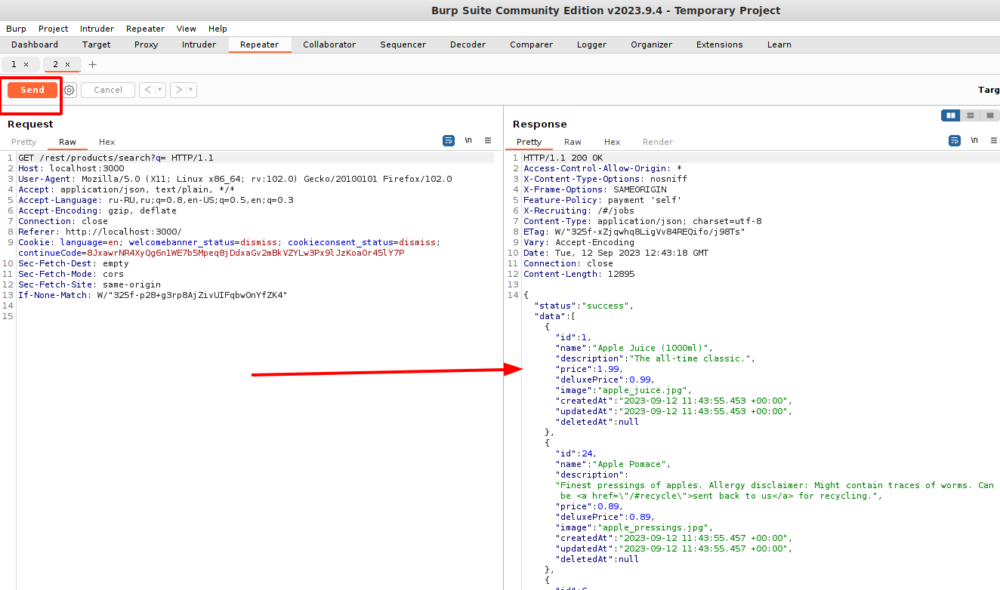 Burp Suite Community Edition v2023.9.4 - Temporary Project
Burp Project Intruder Repeater View Help
Dashboard Target Proxy Intruder Repeater Collaborator Sequencer Decoder Comparer Logger Organizer Extensions Learn
1 × 2 × +
Send Cancel < > Targ
Request
Pretty Raw Hex \n
1 GET /rest/products/search?q= HTTP/1.1
2 Host: localhost:3000
3 User-Agent: Mozilla/5.0 (X11; Linux x86_64; rv:102.0) Gecko/20100101 Firefox/102.0
4 Accept: application/json, text/plain, */*
5 Accept-Language: ru-RU,ru;q=0.8,en-US;q=0.5,en;q=0.3
6 Accept-Encoding: gzip, deflate
7 Connection: close
8 Referer: http://localhost:3000/
9 Cookie: language=en; welcomebanner_status=dismiss; cookieconsent_status=dismiss;
continueCode=8JxawrNR4XyQg6n1WE7b5Mpeq8jDdxaGv2mBkVZYLw3Px9lJzKoaOr45lY7P
10 Sec-Fetch-Dest: empty
11 Sec-Fetch-Mode: cors
12 Sec-Fetch-Site: same-origin
13 If-None-Match: W/"325f-p28+g3rp8AjZivUIFqbwOnYfZK4"
14
15
Response
Pretty Raw Hex Render \n
1 HTTP/1.1 200 OK
2 Access-Control-Allow-Origin: *
3 X-Content-Type-Options: nosniff
4 X-Frame-Options: SAMEORIGIN
5 Feature-Policy: payment 'self'
6 X-Recruiting: /#/jobs
7 Content-Type: application/json; charset=utf-8
8 ETag: W/"325f-xZjqwhq8LigVv84REQifo/j98Ts"
9 Vary: Accept-Encoding
10 Date: Tue, 12 Sep 2023 12:43:18 GMT
11 Connection: close
12 Content-Length: 12895
13
14 {
"status":"success",
"data":[
{
"id":1,
"name":"Apple Juice (1000ml)",
"description":"The all-time classic.",
"price":1.99,
"deluxePrice":0.99,
"image":"apple_juice.jpg",
"createdAt":"2023-09-12 11:43:55.453 +00:00",
"updatedAt":"2023-09-12 11:43:55.453 +00:00",
"deletedAt":null
},
{
"id":24,
"name":"Apple Pomace",
"description":
"Finest pressings of apples. Allergy disclaimer: Might contain traces of worms. Can
be <a href=\"/#recycle\">sent back to us</a> for recycling.",
"price":0.89,
"deluxePrice":0.89,
"image":"apple_pressings.jpg",
"createdAt":"2023-09-12 11:43:55.457 +00:00",
"updatedAt":"2023-09-12 11:43:55.457 +00:00",
"deletedAt":null
},
{